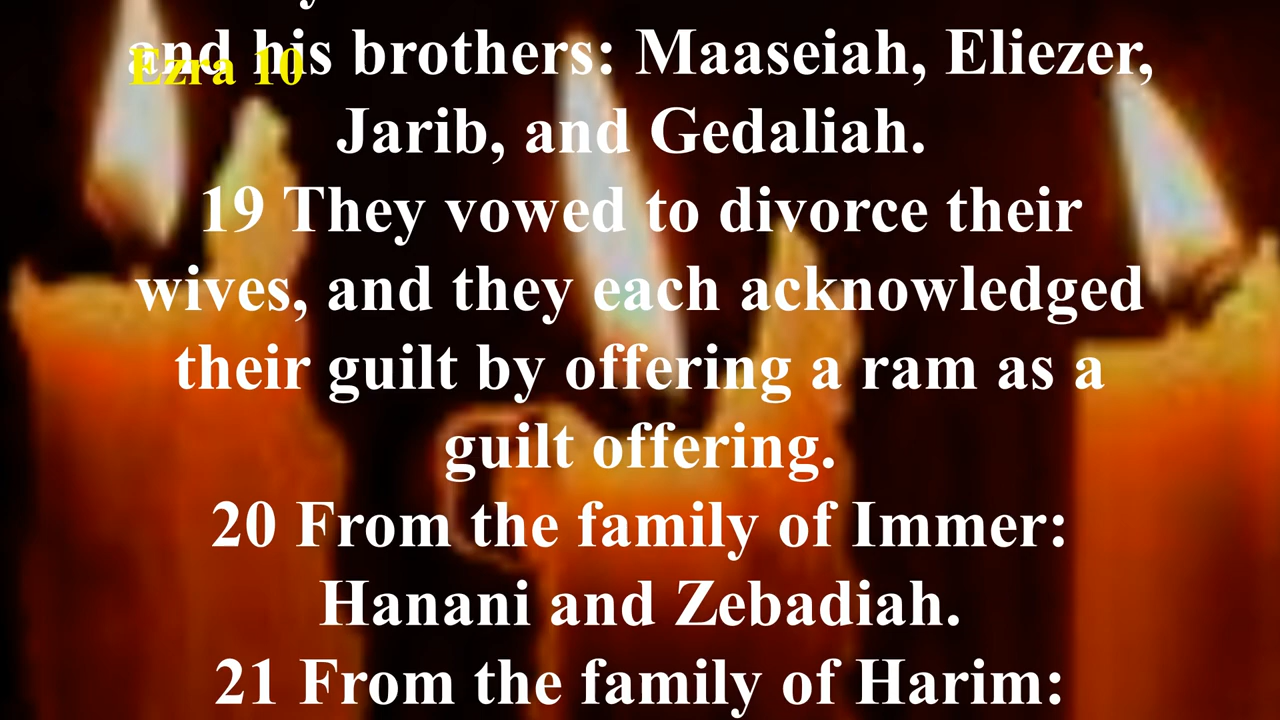 and his brothers: Maaseiah, Eliezer,
Ezra 10
Jarib, and Gedaliah.
19 They vowed to divorce their
wives, and they each acknowledged
their guilt by offering a ram as a
guilt offering.
20 From the family of Immer:
Hanani and Zebadiah.
21 From the family of Harim: